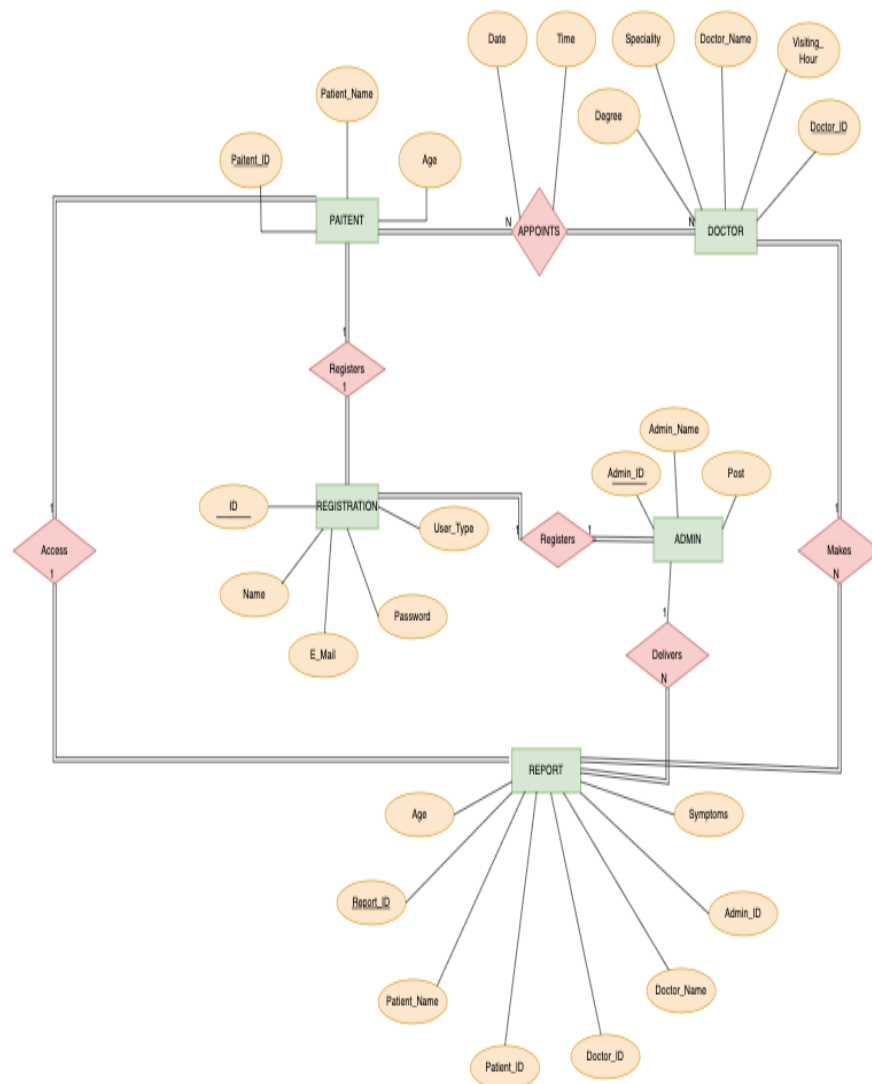 Date
Time
Speciality
Doctor_Name
Visiting_
Hour
Patient_Name
Degree
Doctor_ID
Paitent_ID
Age
PAITENT
N
APPOINTS
N
DOCTOR
1
Registers
1
Admin_Name
Admin_ID
Post
ID
REGISTRATION
User_Type
1
Registers
1
ADMIN
1
Access
1
1
Makes
N
Name
Password
E_Mail
1
Delivers
N
REPORT
Age
Symptoms
Report_ID
Admin_ID
Patient_Name
Doctor_Name
Patient_ID
Doctor_ID